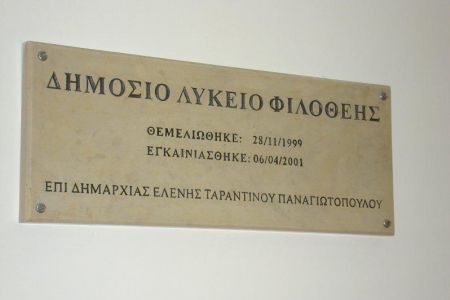 ΔΗΜΟΣΙΟ ΛΥΚΕΙΟ ΦΙΛΟΘΕΗΣ
ΘΕΜΕΛΙΩΘΗΚΕ: 28/11/1999
ΕΓΚΑΙΝΙΑΣΘΗΚΕ: 06/04/2001
ΕΠΙ ΔΗΜΑΡΧΙΑΣ ΕΛΕΝΗΣ ΤΑΡΑΝΤΙΝΟΥ ΠΑΝΑΓΙΩΤΟΠΟΥΛΟΥ